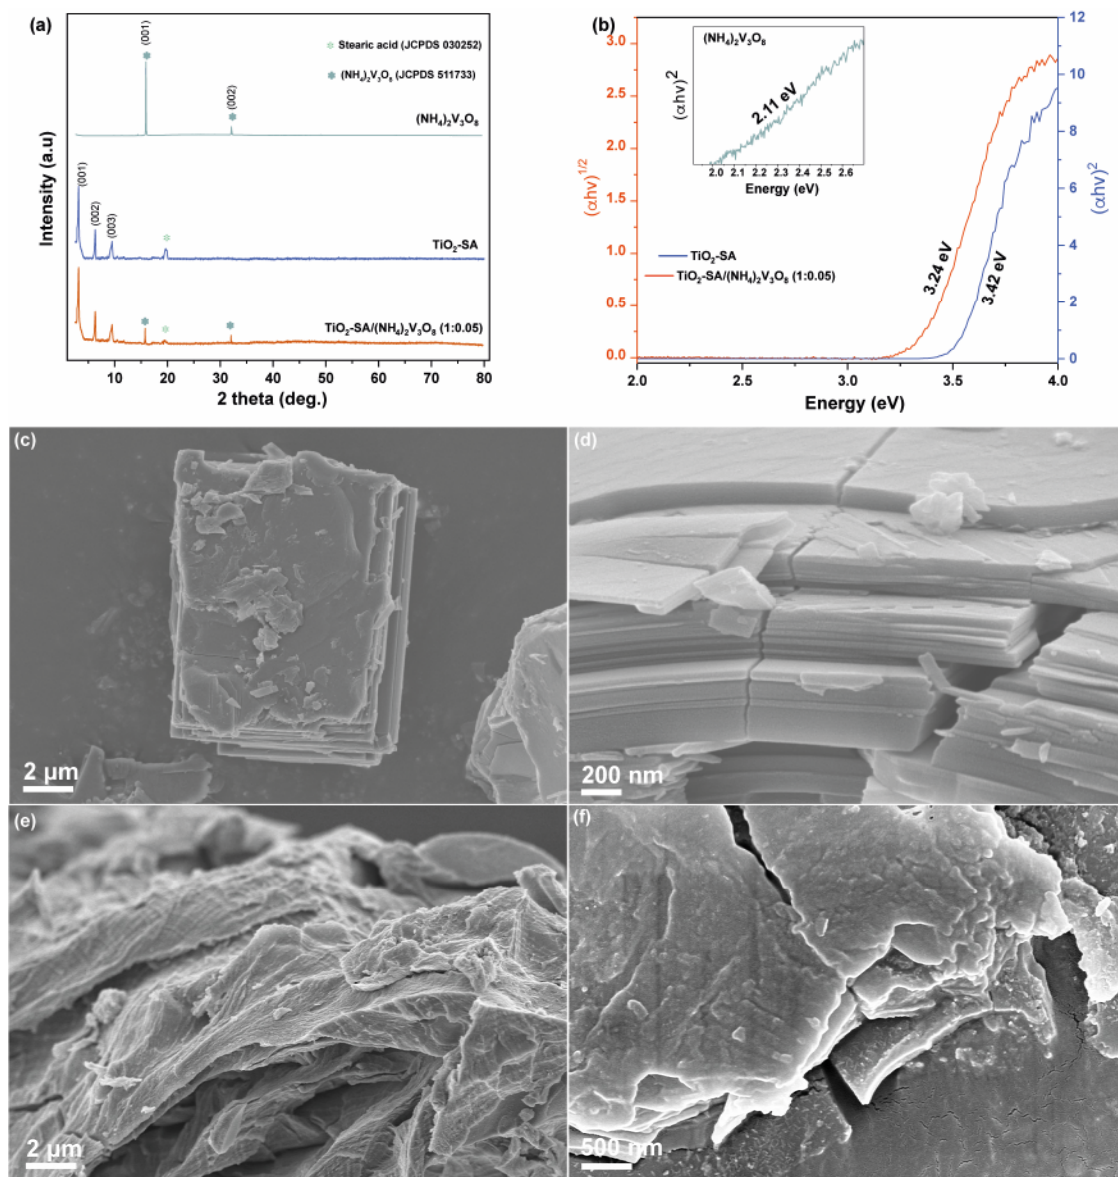 (a)
(001)
Stearic acid (JCPDS 030252)
(NH₄)₂V₃O₈ (JCPDS 511733)
(002)
(NH₄)₂V₃O₈
(001)
(002)
(003)
TiO₂-SA
TiO₂-SA/(NH₄)₂V₃O₈ (1:0.05)
Intensity (a.u)
10 20 30 40 50 60 70 80
2 theta (deg.)
(b)
3.0
2.5
2.0
1.5
1.0
0.5
0.0
(αhν)^1/2
(NH₄)₂V₃O₈
(αhν)²
2.11 eV
2.0 2.1 2.2 2.3 2.4 2.5 2.6
Energy (eV)
TiO₂-SA
TiO₂-SA/(NH₄)₂V₃O₈ (1:0.05)
3.24 eV
3.42 eV
12
10
8
6
4
2
0
(αhν)²
2.0 2.5 3.0 3.5 4.0
Energy (eV)
(c)
2 µm
(d)
200 nm
(e)
2 µm
(f)
500 nm